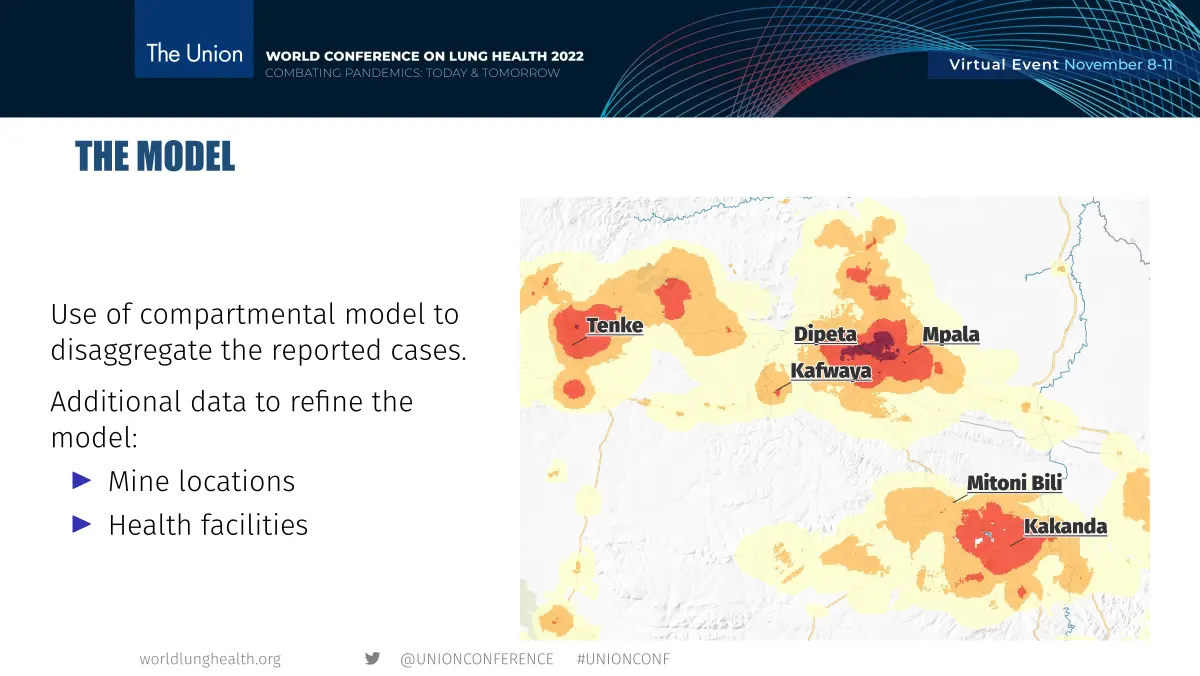 The Union
WORLD CONFERENCE ON LUNG HEALTH 2022
COMBATING PANDEMICS: TODAY & TOMORROW
Virtual Event November 8-11
THE MODEL
Use of compartmental model to
disaggregate the reported cases.
Additional data to refine the
model:
Mine locations
Health facilities
Tenke
Dipeta
Mpala
Kafwaya
Mitoni Bili
Kakanda
worldlunghealth.org
@UNIONCONFERENCE
#UNIONCONF